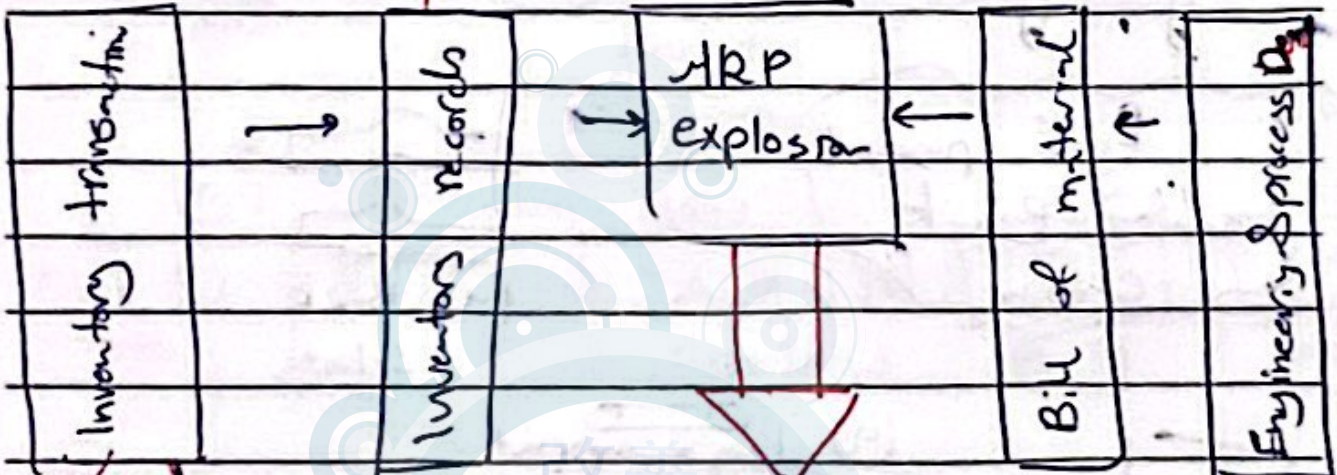 Inventory transaction
Inventory records
MRP
explosion
Bill of material
Engineering & process